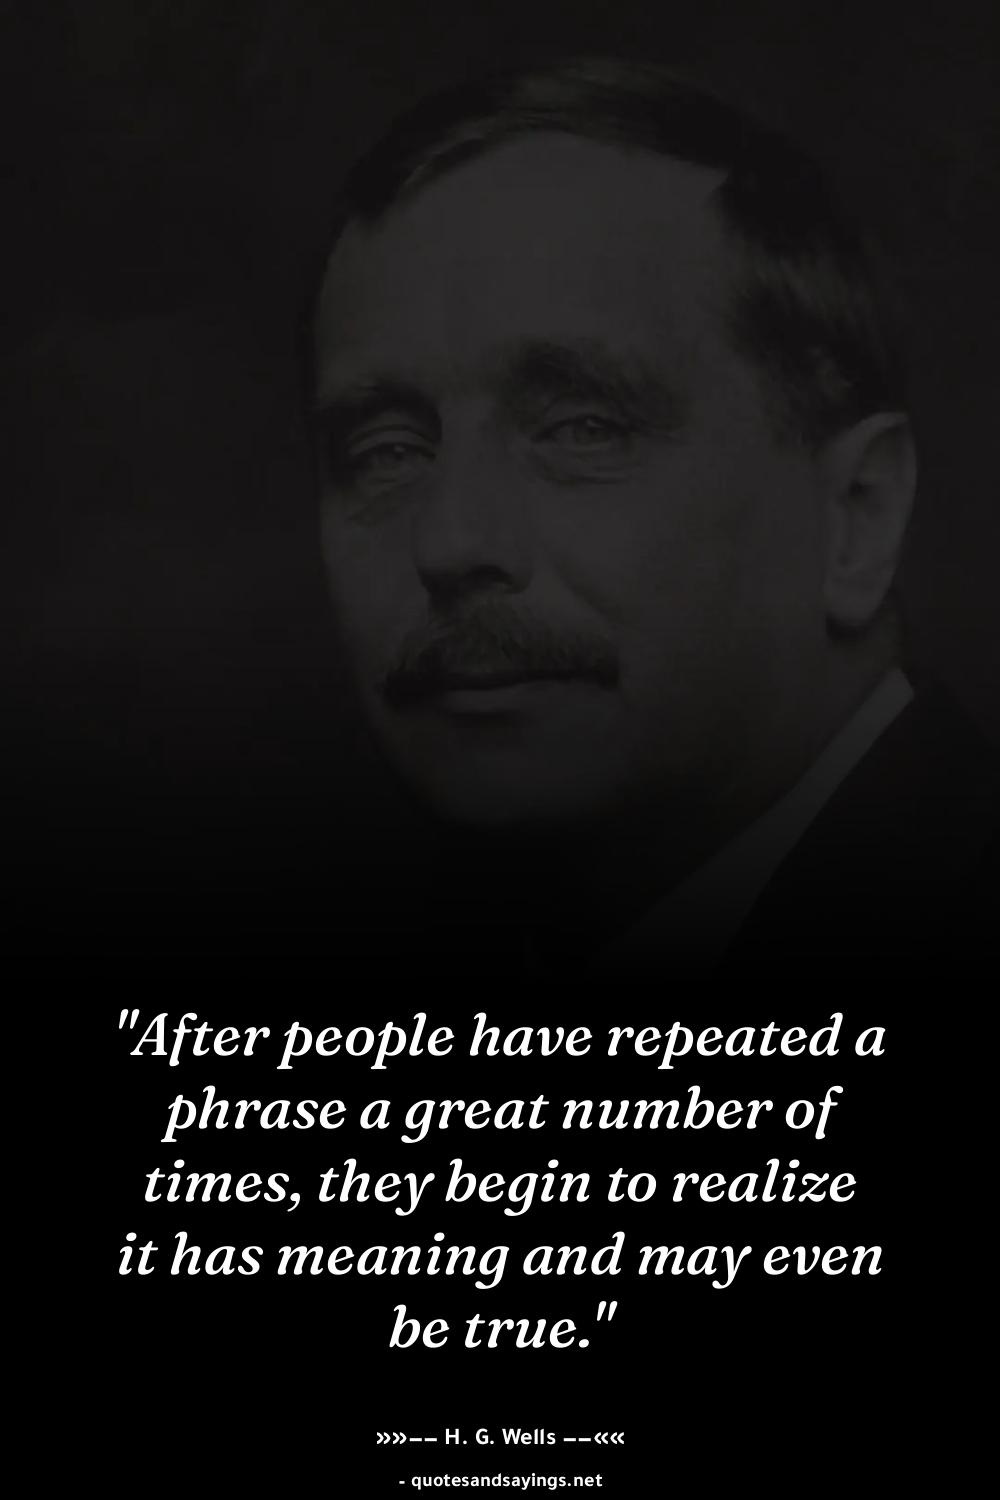 "After people have repeated a
phrase a great number of
times, they begin to realize
it has meaning and may even
be true."
»»−− H. G. Wells −−««
- quotesandsayings.net